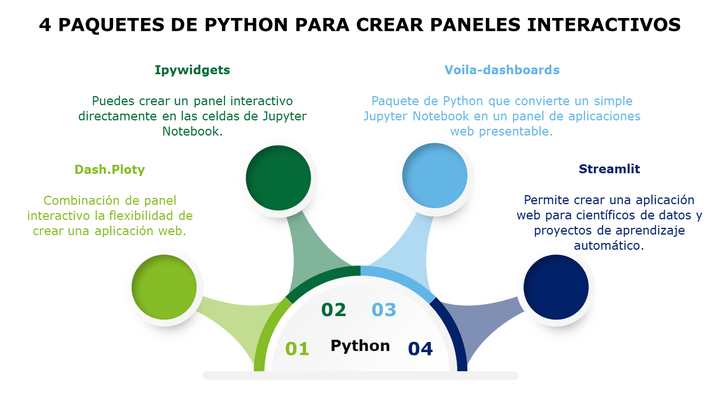 4 PAQUETES DE PYTHON PARA CREAR PANELES INTERACTIVOS
Ipywidgets
Puedes crear un panel interactivo
directamente en las celdas de Jupyter
Notebook.
Voila-dashboards
Paquete de Python que convierte un simple
Jupyter Notebook en un panel de aplicaciones
web presentable.
Dash.Ploty
Combinación de panel
interactivo la flexibilidad de
crear una aplicación web.
Streamlit
Permite crear una aplicación
web para científicos de datos y
proyectos de aprendizaje
automático.
02 03
01 Python 04